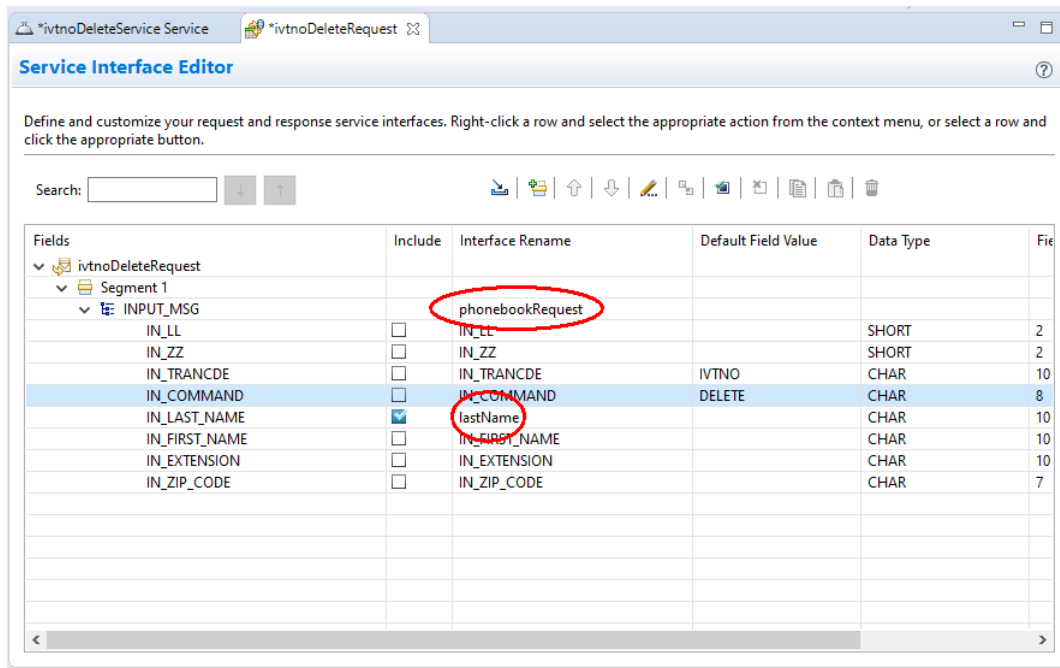 *ivtnoDeleteService Service *ivtnoDeleteRequest
Service Interface Editor
Define and customize your request and response service interfaces. Right-click a row and select the appropriate action from the context menu, or select a row and
click the appropriate button.
Search:
Fields Include Interface Rename Default Field Value Data Type Fie
ivtnoDeleteRequest
Segment 1
INPUT_MSG phonebookRequest
IN_LL IN_LL SHORT 2
IN_ZZ IN_ZZ SHORT 2
IN_TRANCDE IN_TRANCDE IVTNO CHAR 10
IN_COMMAND IN_COMMAND DELETE CHAR 8
IN_LAST_NAME lastName CHAR 10
IN_FIRST_NAME IN_FIRST_NAME CHAR 10
IN_EXTENSION IN_EXTENSION CHAR 10
IN_ZIP_CODE IN_ZIP_CODE CHAR 7